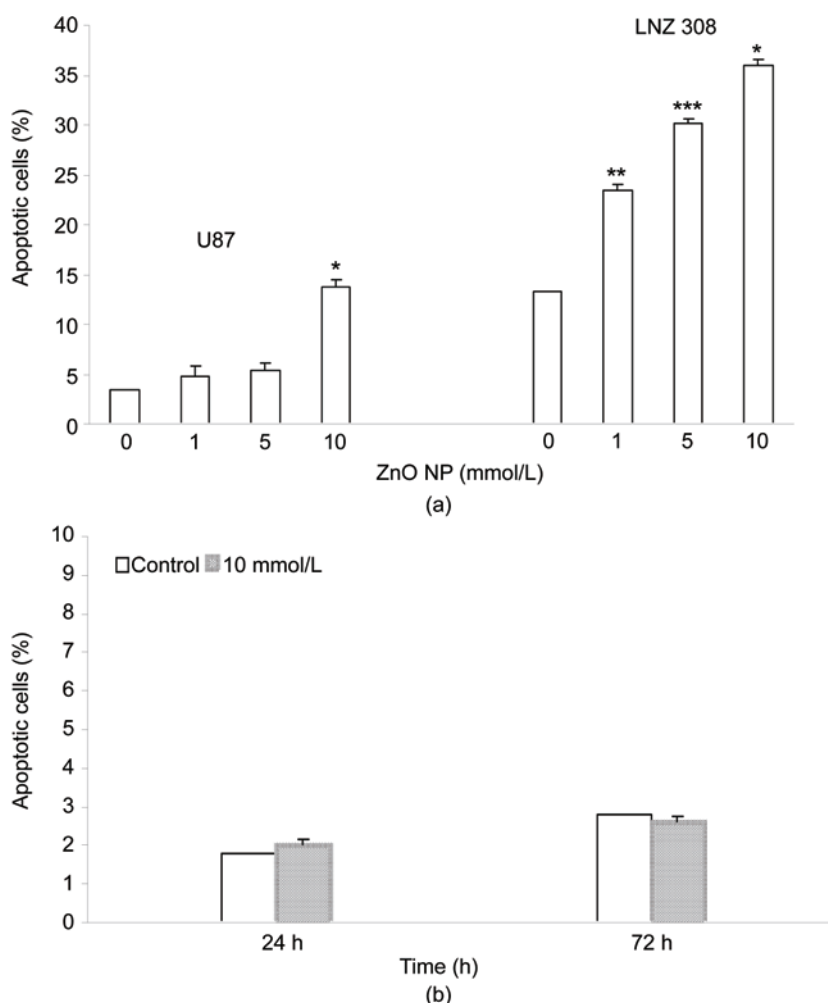 40
35
30
25
20
15
10
5
0
Apoptotic cells (%)
U87
LNZ 308
*
**
***
*
0 1 5 10 0 1 5 10
ZnO NP (mmol/L)
(a)
10
9
8
7
6
5
4
3
2
1
0
Apoptotic cells (%)
Control 10 mmol/L
24 h 72 h
Time (h)
(b)